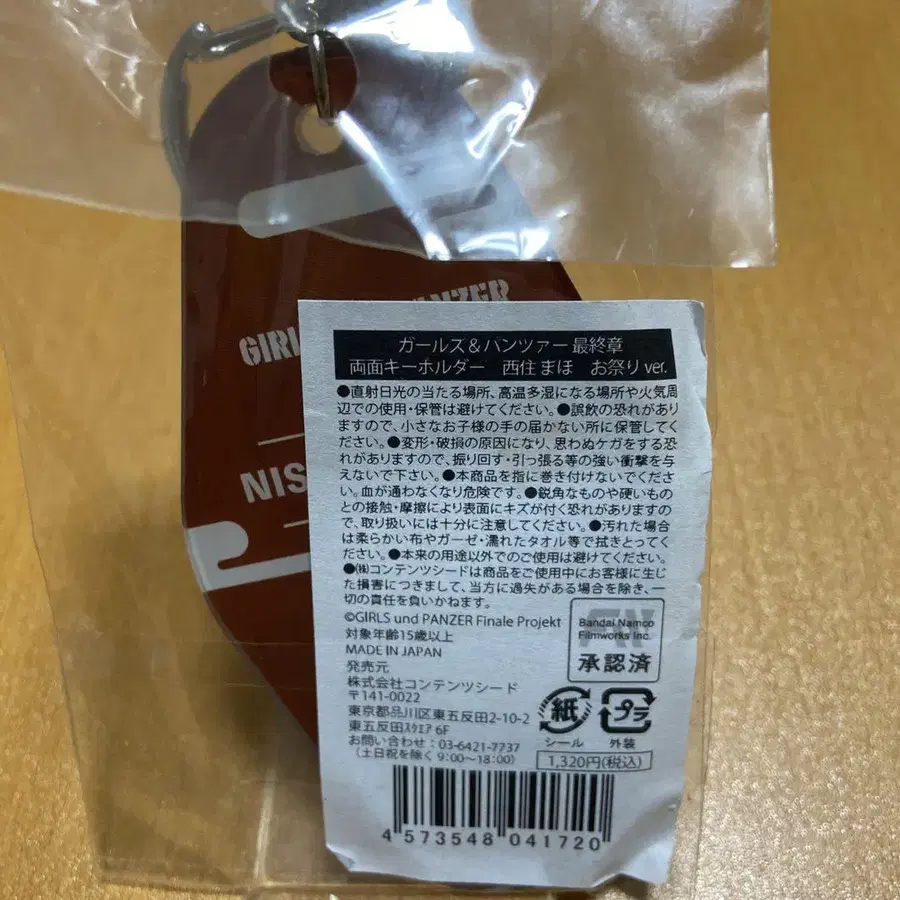 GIRL
NZER
NIS
ガールズ&パンツァー 最終章
両面キーホルダー 西住 まほ お祭り ver.
●直射日光の当たる場所、高温多湿になる場所や火気周
辺での使用・保管は避けてください。●誤飲の恐れがあり
ますので、小さなお子様の手の届かない所に保管してく
ださい。●変形・破損の原因になり、思わぬケガをする恐
れがありますので、振り回す・引っ張る等の強い衝撃を与
えないで下さい。●本商品を指に巻き付けないでくださ
い。血が通わなくなり危険です。●鋭角なものや硬いもの
との接触・摩擦により表面にキズが付く恐れがありますの
で、取り扱いには十分に注意してください。●汚れた場合
は柔らかい布やガーゼ・濡れたタオル等で拭きとってく
ださい。●本来の用途以外でのご使用は避けてください。
●㈱コンテンツシードは商品をご使用中にお客様に生じ
た損害につきまして、当方に過失がある場合を除き、一
切の責任を負いかねます。
©GIRLS und PANZER Finale Projekt
対象年齢15歳以上
MADE IN JAPAN
発売元
株式会社コンテンツシード
〒141-0022
東京都品川区東五反田2-10-2
東五反田ｽｸｴｱ 6F
お問い合わせ：03-6421-7737
（土日祝を除く 9:00～18:00）
Bandai Namco
Filmworks Inc.
承認済
紙
シール
プラ
外装
1,320円(税込)
4 573548 041720